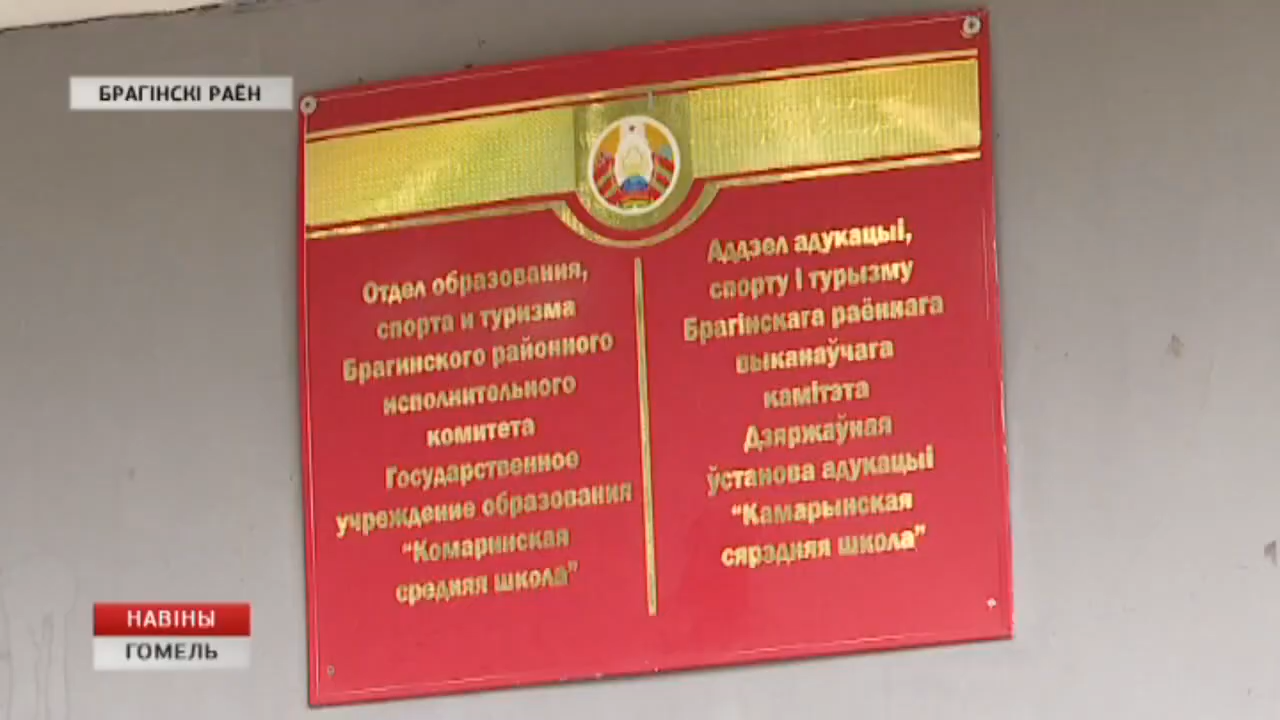 БРАГІНСКІ РАЁН
Отдел образования,
спорта и туризма
Брагинского районного
исполнительного
комитета
Государственное
учреждение образования
“Комаринская
средняя школа”
Аддзел адукацыі,
спорту і турызму
Брагінскага раённага
выканаўчага
камітэта
Дзяржаўная
ўстанова адукацыі
“Камарынская
сярэдняя школа”
НАВІНЫ
ГОМЕЛЬ